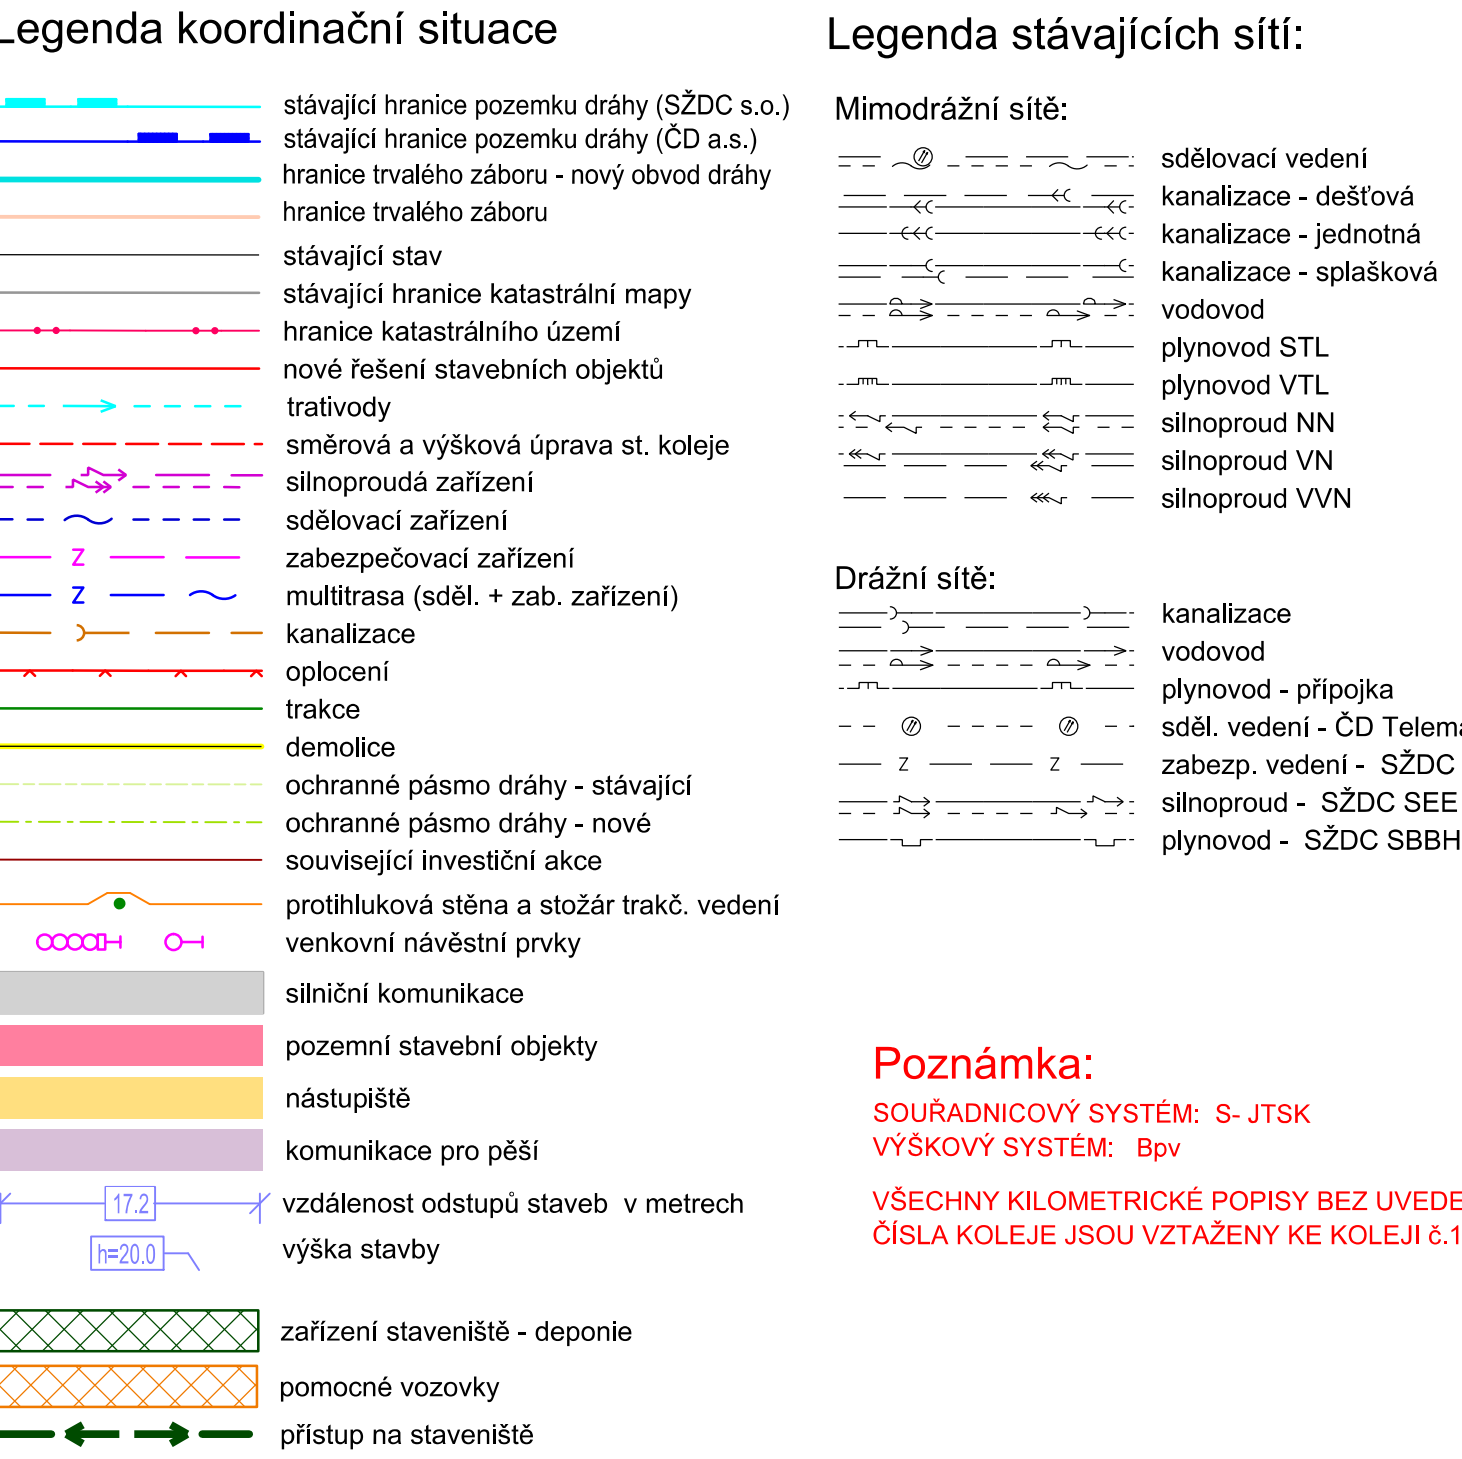 Legenda koordinační situace
stávající hranice pozemku dráhy (SŽDC s.o.)
stávající hranice pozemku dráhy (ČD a.s.)
hranice trvalého záboru - nový obvod dráhy
hranice trvalého záboru
stávající stav
stávající hranice katastrální mapy
hranice katastrálního území
nové řešení stavebních objektů
trativody
směrová a výšková úprava st. koleje
silnoproudá zařízení
sdělovací zařízení
Z zabezpečovací zařízení
Z multitrasa (sděl. + zab. zařízení)
kanalizace
oplocení
trakce
demolice
ochranné pásmo dráhy - stávající
ochranné pásmo dráhy - nové
související investiční akce
protihluková stěna a stožár trakč. vedení
venkovní návěstní prvky
silniční komunikace
pozemní stavební objekty
nástupiště
komunikace pro pěší
17.2 vzdálenost odstupů staveb v metrech
h=20.0 výška stavby
zařízení staveniště - deponie
pomocné vozovky
přístup na staveniště
Legenda stávajících sítí:
Mimodrážní sítě:
sdělovací vedení
kanalizace - dešťová
kanalizace - jednotná
kanalizace - splašková
vodovod
plynovod STL
plynovod VTL
silnoproud NN
silnoproud VN
silnoproud VVN
Drážní sítě:
kanalizace
vodovod
plynovod - přípojka
sděl. vedení - ČD
Z Z zabezp. vedení - SŽDC
silnoproud - SŽDC SEE
plynovod - SŽDC SBBH
Poznámka:
SOUŘADNICOVÝ SYSTÉM: S- JTSK
VÝŠKOVÝ SYSTÉM: Bpv
VŠECHNY KILOMETRICKÉ POPISY BEZ
ČÍSLA KOLEJE JSOU VZTAŽENY KE KOLEJI č.1